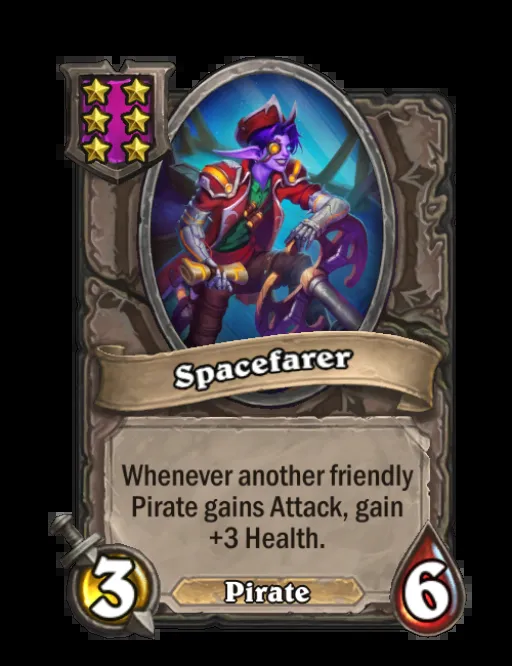 Spacefarer
Whenever another friendly
Pirate gains Attack, gain
+3 Health.
3
Pirate
6